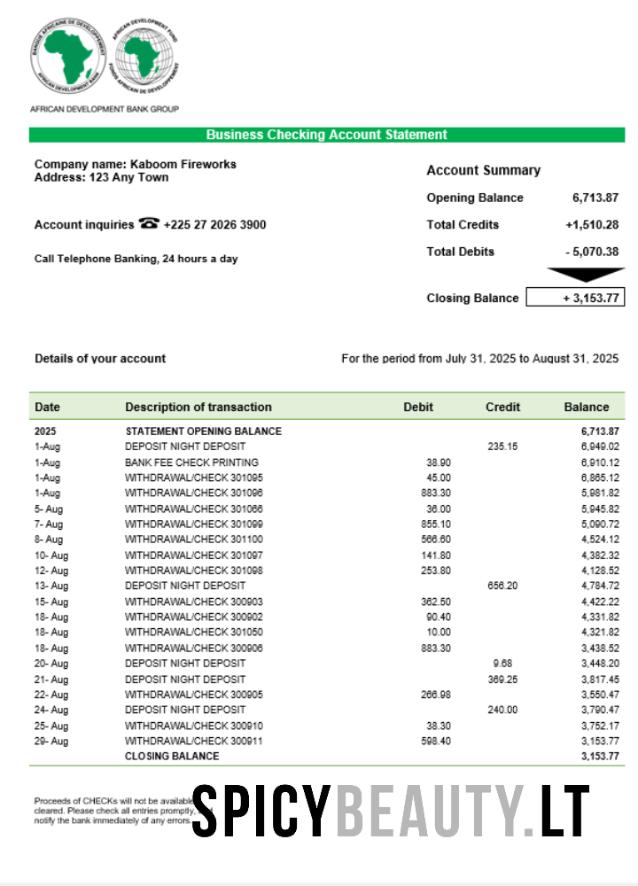 BANQUE AFRICAINE DE DEVELOPPEMENT
AFRICAN DEVELOPMENT BANK
AFRICAN DEVELOPMENT FUND
FONDS AFRICAIN DE DEVELOPPEMENT
AFRICAN DEVELOPMENT BANK GROUP
Business Checking Account Statement
Company name: Kaboom Fireworks
Address: 123 Any Town
Account inquiries ☎ +225 27 2026 3900
Call Telephone Banking, 24 hours a day
Account Summary
Opening Balance 6,713.87
Total Credits +1,510.28
Total Debits - 5,070.38
Closing Balance + 3,153.77
Details of your account For the period from July 31, 2025 to August 31, 2025
Date Description of transaction Debit Credit Balance
2025 STATEMENT OPENING BALANCE 6,713.87
1-Aug DEPOSIT NIGHT DEPOSIT 235.15 6,949.02
1-Aug BANK FEE CHECK PRINTING 38.90 6,910.12
1-Aug WITHDRAWAL/CHECK 301095 45.00 6,865.12
1-Aug WITHDRAWAL/CHECK 301096 883.30 5,981.82
5- Aug WITHDRAWAL/CHECK 301066 36.00 5,945.82
7- Aug WITHDRAWAL/CHECK 301099 855.10 5,090.72
8- Aug WITHDRAWAL/CHECK 301100 566.60 4,524.12
10- Aug WITHDRAWAL/CHECK 301097 141.80 4,382.32
12- Aug WITHDRAWAL/CHECK 301098 253.80 4,128.52
13- Aug DEPOSIT NIGHT DEPOSIT 656.20 4,784.72
15- Aug WITHDRAWAL/CHECK 300903 362.50 4,422.22
18- Aug WITHDRAWAL/CHECK 300902 90.40 4,331.82
18- Aug WITHDRAWAL/CHECK 301050 10.00 4,321.82
18- Aug WITHDRAWAL/CHECK 300906 883.30 3,438.52
20- Aug DEPOSIT NIGHT DEPOSIT 9.68 3,448.20
21- Aug DEPOSIT NIGHT DEPOSIT 369.25 3,817.45
22- Aug WITHDRAWAL/CHECK 300905 266.98 3,550.47
24- Aug DEPOSIT NIGHT DEPOSIT 240.00 3,790.47
25- Aug WITHDRAWAL/CHECK 300910 38.30 3,752.17
29- Aug WITHDRAWAL/CHECK 300911 598.40 3,153.77
CLOSING BALANCE 3,153.77
Proceeds of CHECKs will not be available
cleared. Please check all entries promptly,
notify the bank immediately of any errors.
SPICYBEAUTY.LT